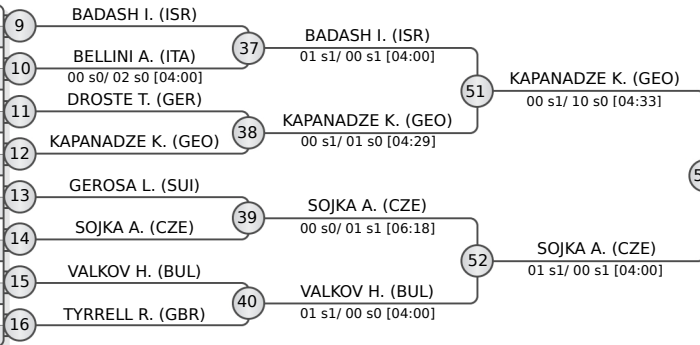 9
BADASH I. (ISR)
10
BELLINI A. (ITA)
00 s0/ 02 s0 [04:00]
11
DROSTE T. (GER)
12
KAPANADZE K. (GEO)
13
GEROSA L. (SUI)
14
SOJKA A. (CZE)
15
VALKOV H. (BUL)
16
TYRRELL R. (GBR)
37
BADASH I. (ISR)
01 s1/ 00 s1 [04:00]
38
KAPANADZE K. (GEO)
00 s1/ 01 s0 [04:29]
39
SOJKA A. (CZE)
00 s0/ 01 s1 [06:18]
40
VALKOV H. (BUL)
01 s1/ 00 s0 [04:00]
51
KAPANADZE K. (GEO)
00 s1/ 10 s0 [04:33]
52
SOJKA A. (CZE)
01 s1/ 00 s1 [04:00]